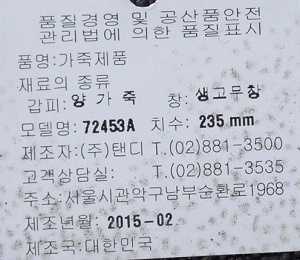 품질경영 및 공산품안전
관리법에 의한 품질표시
품명:가죽제품
재료의 종류
갑피: 양가죽 창: 생고무창
모델명: 72453A 치수: 235 mm
제조자:(주)탠디 T.(02)881-3500
고객상담실: T.(02)881-3535
주소:서울시관악구남부순환로1968
제조년월: 2015-02
제조국:대한민국